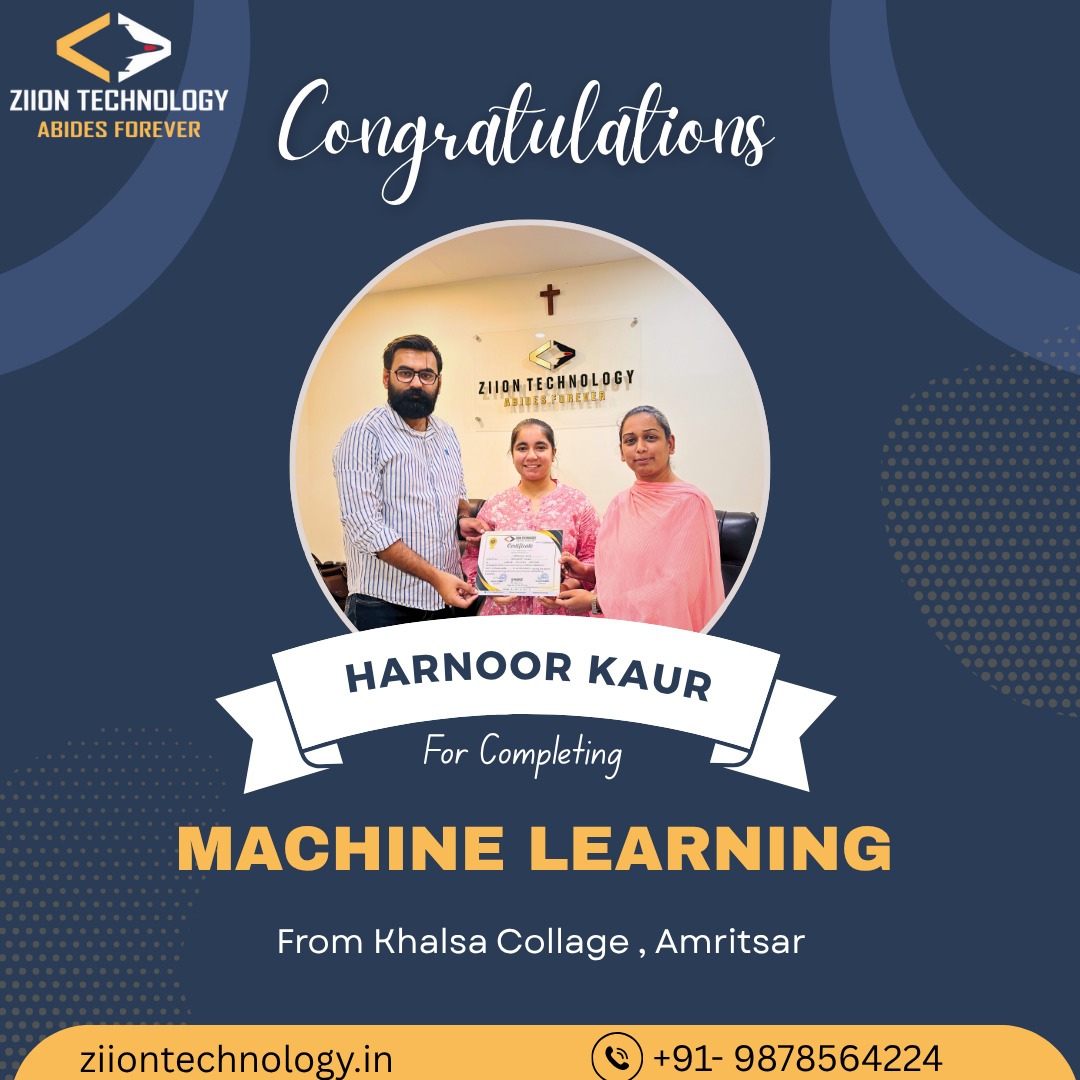 ZIION TECHNOLOGY
ABIDES FOREVER
Congratulations
ZIION TECHNOLOGY
ABIDES FOREVER
Certificate
HARNOOR KAUR
For Completing
MACHINE LEARNING
From Khalsa Collage , Amritsar
ziiontechnology.in
+91- 9878564224